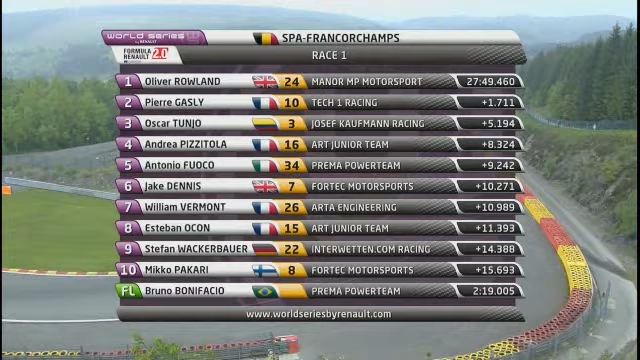 world series
by RENAULT
SPA-FRANCORCHAMPS
FORMULA RENAULT 2.0
RACE 1
1 Oliver ROWLAND 24 MANOR MP MOTORSPORT 27:49.460
2 Pierre GASLY 10 TECH 1 RACING +1.711
3 Oscar TUNJO 3 JOSEF KAUFMANN RACING +5.194
4 Andrea PIZZITOLA 16 ART JUNIOR TEAM +8.324
5 Antonio FUOCO 34 PREMA POWERTEAM +9.242
6 Jake DENNIS 7 FORTEC MOTORSPORTS +10.271
7 William VERMONT 26 ARTA ENGINEERING +10.989
8 Esteban OCON 15 ART JUNIOR TEAM +11.393
9 Stefan WACKERBAUER 22 INTERWETTEN.COM RACING +14.388
10 Mikko PAKARI 8 FORTEC MOTORSPORTS +15.693
FL Bruno BONIFACIO PREMA POWERTEAM 2:19.005
www.worldseriesbyrenault.com